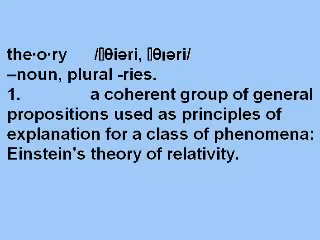 the·o·ry /▯θiəri, ▯θɪəri/
–noun, plural -ries.
1. a coherent group of general
propositions used as principles of
explanation for a class of phenomena:
Einstein's theory of relativity.